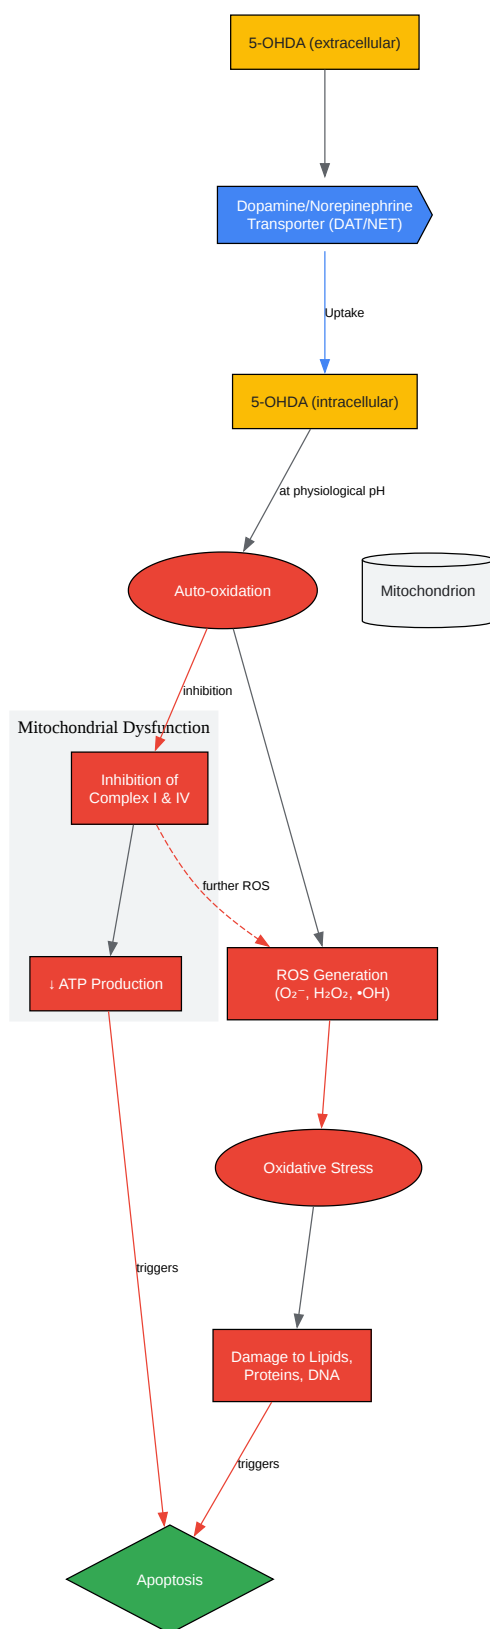 5-OHDA (extracellular)
Dopamine/Norepinephrine
Transporter (DAT/NET)
Uptake
5-OHDA (intracellular)
at physiological pH
Auto-oxidation
Mitochondrion
inhibition
Mitochondrial Dysfunction
Inhibition of
Complex I & IV
further ROS
↓ ATP Production
ROS Generation
(O₂⁻, H₂O₂, •OH)
Oxidative Stress
triggers
Damage to Lipids,
Proteins, DNA
triggers
Apoptosis